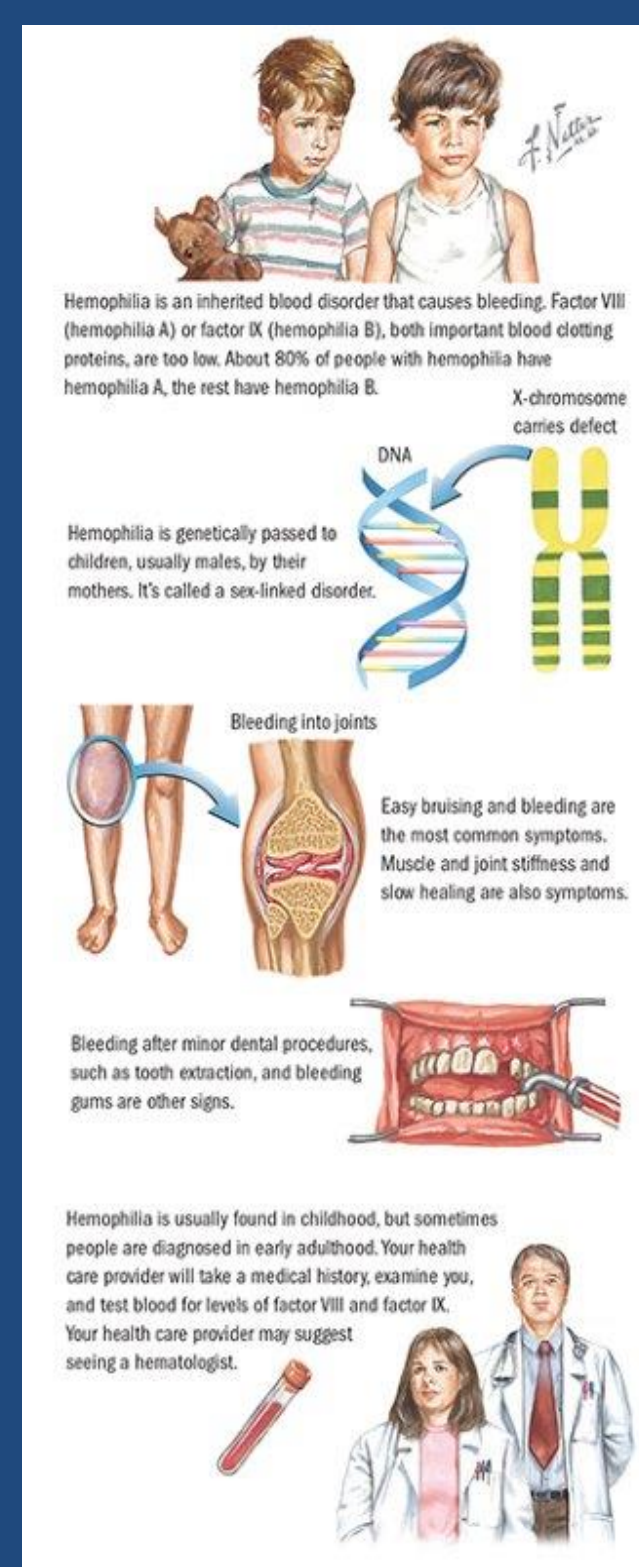 F. Netter
M.D.
Hemophilia is an inherited blood disorder that causes bleeding. Factor VIII
(hemophilia A) or factor IX (hemophilia B), both important blood clotting
proteins, are too low. About 80% of people with hemophilia have
hemophilia A, the rest have hemophilia B.
X-chromosome
carries defect
DNA
Hemophilia is genetically passed to
children, usually males, by their
mothers. It's called a sex-linked disorder.
Bleeding into joints
Easy bruising and bleeding are
the most common symptoms.
Muscle and joint stiffness and
slow healing are also symptoms.
Bleeding after minor dental procedures,
such as tooth extraction, and bleeding
gums are other signs.
Hemophilia is usually found in childhood, but sometimes
people are diagnosed in early adulthood. Your health
care provider will take a medical history, examine you,
and test blood for levels of factor VIII and factor IX.
Your health care provider may suggest
seeing a hematologist.